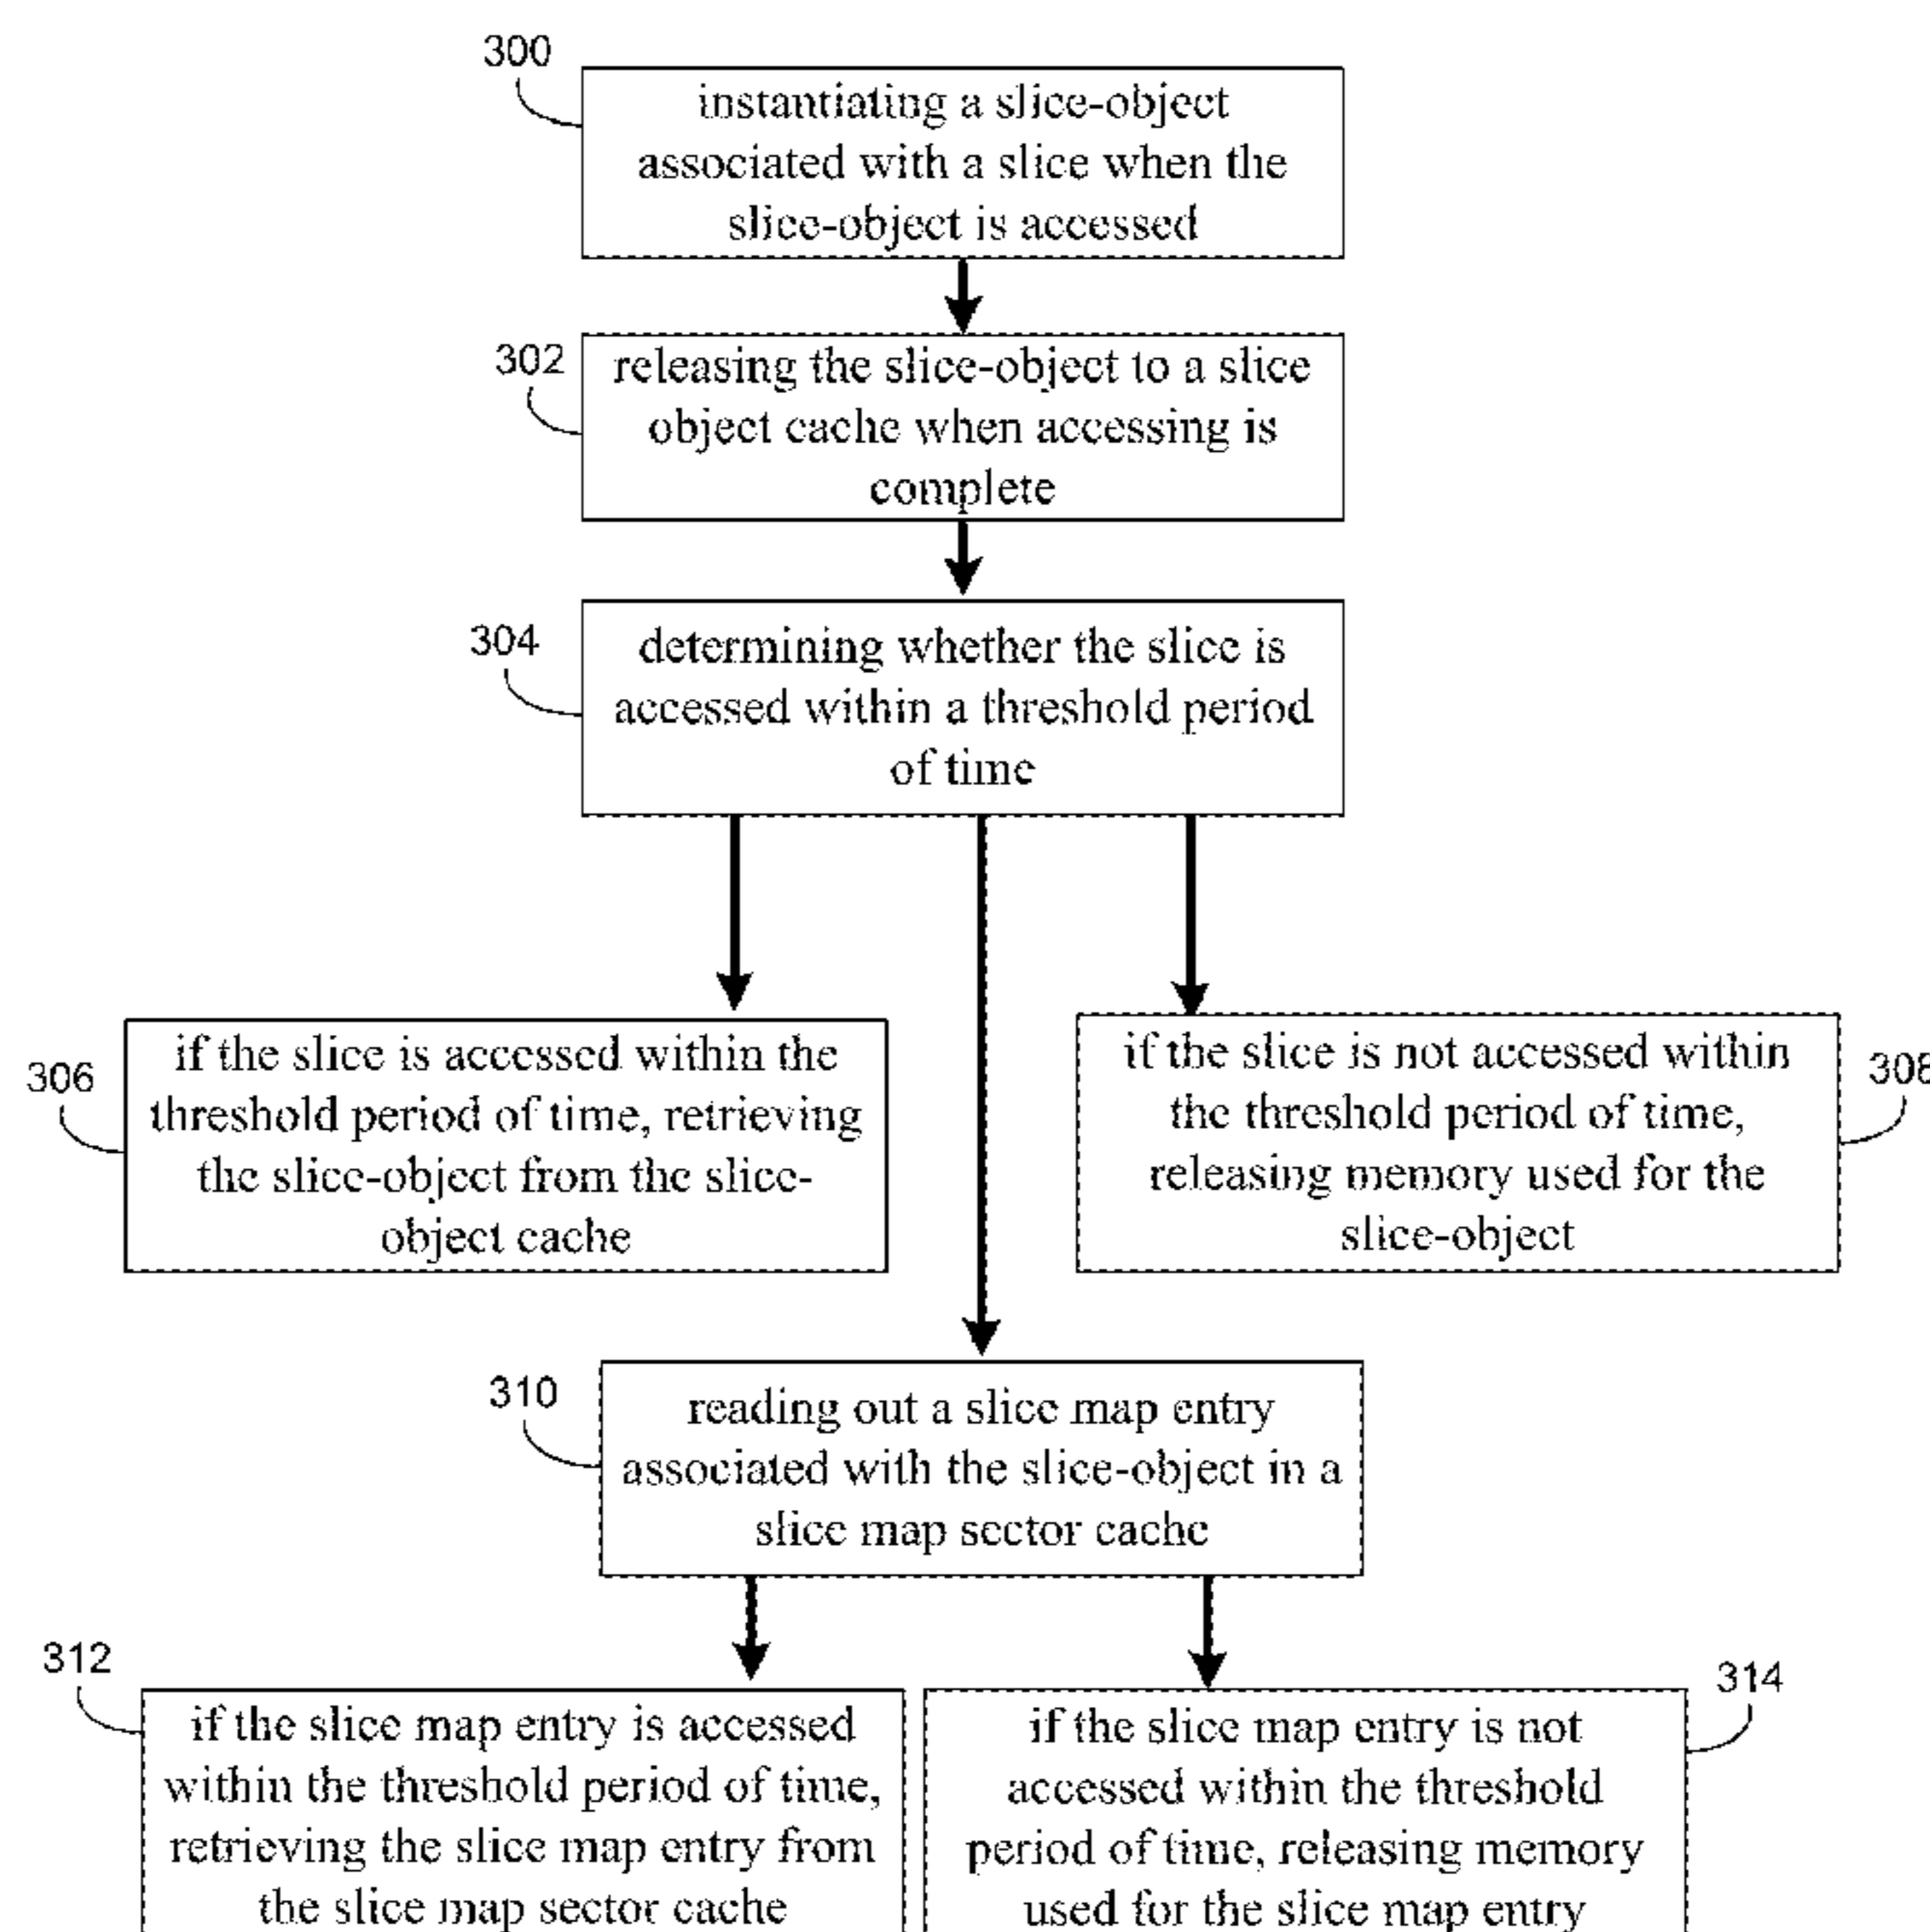 300
instantiating a slice-object
associated with a slice when the
slice-object is accessed
302
releasing the slice-object to a slice
object cache when accessing is
complete
304
determining whether the slice is
accessed within a threshold period
of time
306
if the slice is accessed within the
threshold period of time, retrieving
the slice-object from the slice-
object cache
if the slice is not accessed within
the threshold period of time,
releasing memory used for the
slice-object
308
310
reading out a slice map entry
associated with the slice-object in a
slice map sector cache
312
if the slice map entry is accessed
within the threshold period of time,
retrieving the slice map entry from
the slice map sector cache
314
if the slice map entry is not
accessed within the threshold
period of time, releasing memory
used for the slice map entry